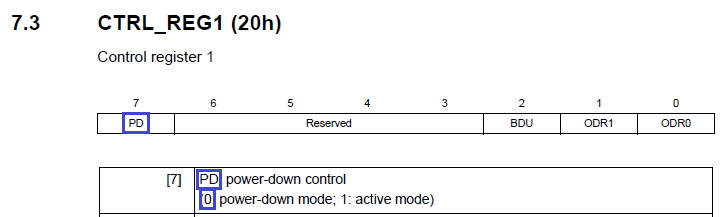 7.3 CTRL_REG1 (20h)
Control register 1
7 6 5 4 3 2 1 0
PD Reserved BDU ODR1 ODR0
[7] PD power-down control
(0 power-down mode; 1: active mode)